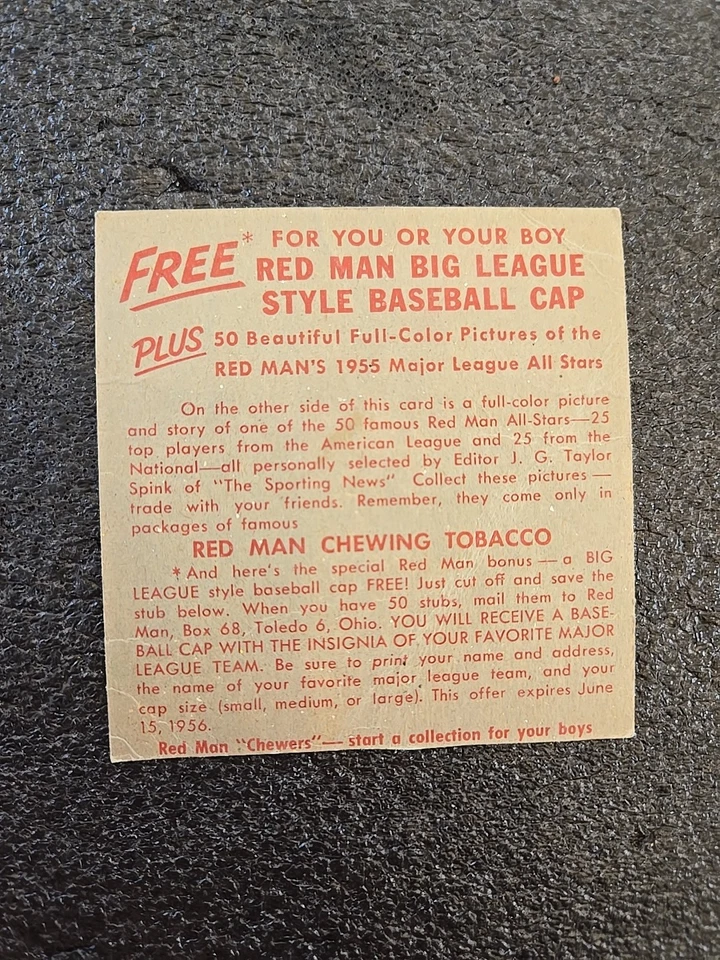 FREE* FOR YOU OR YOUR BOY
RED MAN BIG LEAGUE
STYLE BASEBALL CAP
PLUS 50 Beautiful Full-Color Pictures of the
RED MAN'S 1955 Major League All Stars
On the other side of this card is a full-color picture
and story of one of the 50 famous Red Man All-Stars—25
top players from the American League and 25 from the
National—all personally selected by Editor J. G. Taylor
Spink of "The Sporting News" Collect these pictures—
trade with your friends. Remember, they come only in
packages of famous
RED MAN CHEWING TOBACCO
*And here's the special Red Man bonus—a BIG
LEAGUE style baseball cap FREE! Just cut off and save the
stub below. When you have 50 stubs, mail them to Red
Man, Box 68, Toledo 6, Ohio. YOU WILL RECEIVE A BASE-
BALL CAP WITH THE INSIGNIA OF YOUR FAVORITE MAJOR
LEAGUE TEAM. Be sure to print your name and address,
the name of your favorite major league team, and your
cap size (small, medium, or large). This offer expires June
15, 1956.
Red Man "Chewers"—start a collection for your boys